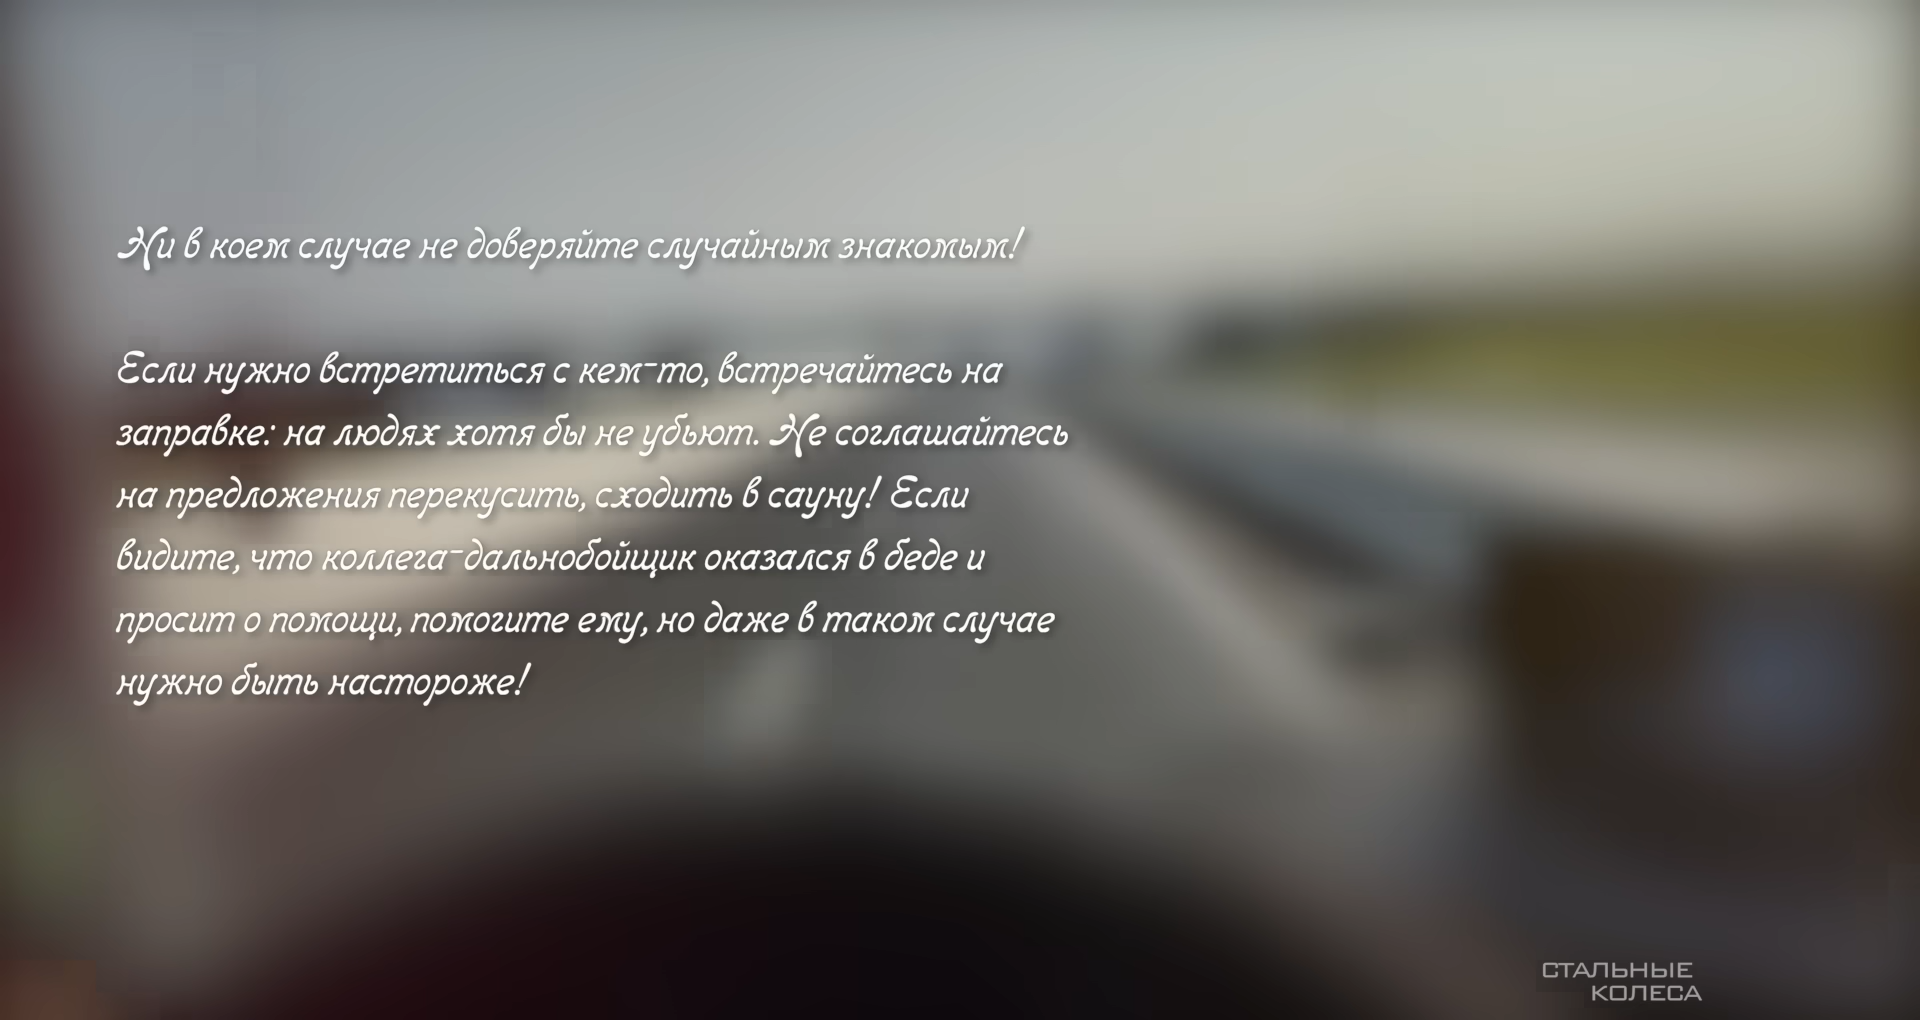 Ни в коем случае не доверяйте случайным знакомым!
Если нужно встретиться с кем-то, встречайтесь на
заправке: на людях хотя бы не убьют. Не соглашайтесь
на предложения перекусить, сходить в сауну! Если
видите, что коллега-дальнобойщик оказался в беде и
просит о помощи, помогите ему, но даже в таком случае
нужно быть настороже!
СТАЛЬНЫЕ
КОЛЕСА